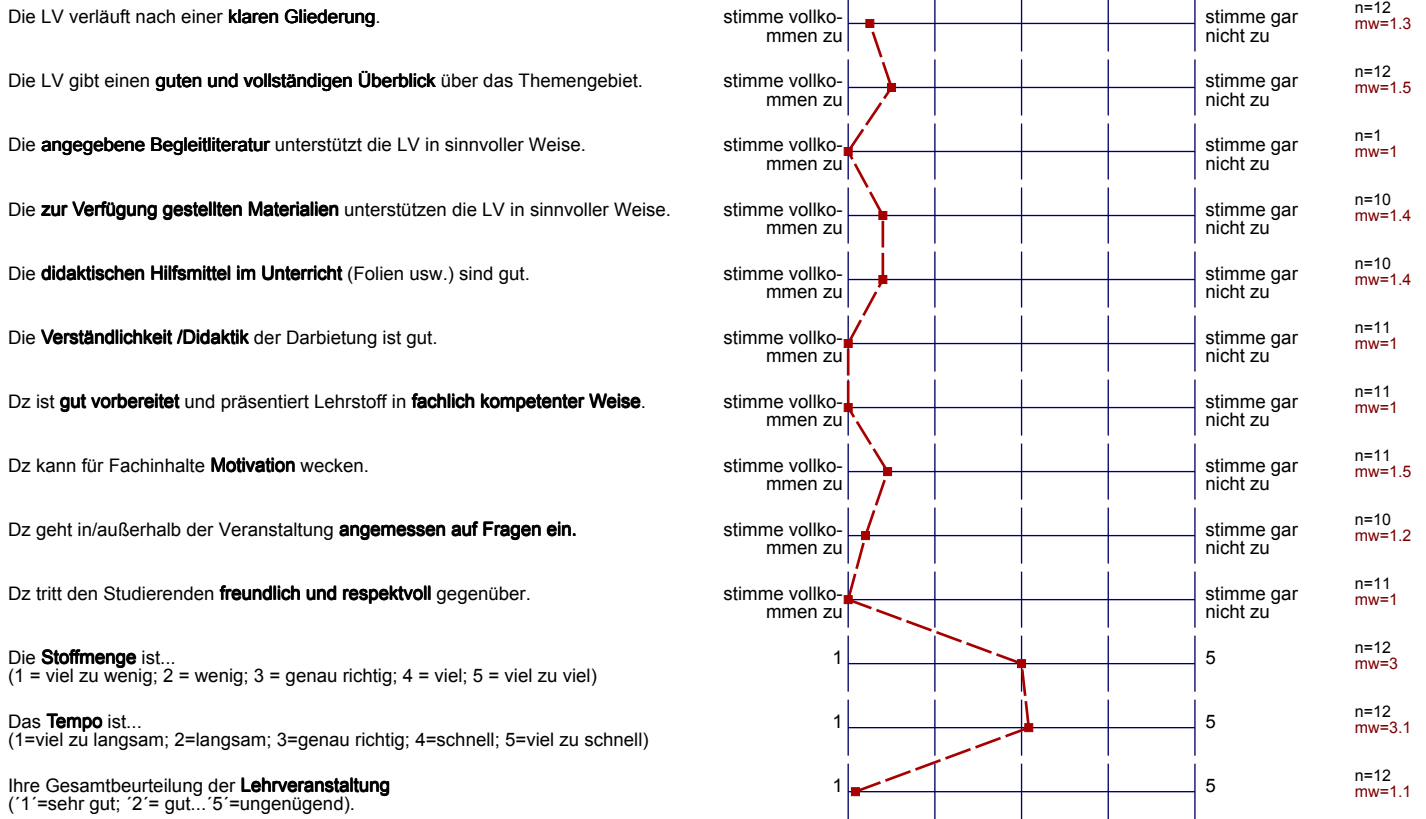 Die LV verläuft nach einer klaren Gliederung.
stimme vollko-
mmen zu
stimme gar
nicht zu
n=12
mw=1.3
Die LV gibt einen guten und vollständigen Überblick über das Themengebiet.
stimme vollko-
mmen zu
stimme gar
nicht zu
n=12
mw=1.5
Die angegebene Begleitliteratur unterstützt die LV in sinnvoller Weise.
stimme vollko-
mmen zu
stimme gar
nicht zu
n=1
mw=1
Die zur Verfügung gestellten Materialien unterstützen die LV in sinnvoller Weise.
stimme vollko-
mmen zu
stimme gar
nicht zu
n=10
mw=1.4
Die didaktischen Hilfsmittel im Unterricht (Folien usw.) sind gut.
stimme vollko-
mmen zu
stimme gar
nicht zu
n=10
mw=1.4
Die Verständlichkeit /Didaktik der Darbietung ist gut.
stimme vollko-
mmen zu
stimme gar
nicht zu
n=11
mw=1
Dz ist gut vorbereitet und präsentiert Lehrstoff in fachlich kompetenter Weise.
stimme vollko-
mmen zu
stimme gar
nicht zu
n=11
mw=1
Dz kann für Fachinhalte Motivation wecken.
stimme vollko-
mmen zu
stimme gar
nicht zu
n=11
mw=1.5
Dz geht in/außerhalb der Veranstaltung angemessen auf Fragen ein.
stimme vollko-
mmen zu
stimme gar
nicht zu
n=10
mw=1.2
Dz tritt den Studierenden freundlich und respektvoll gegenüber.
stimme vollko-
mmen zu
stimme gar
nicht zu
n=11
mw=1
Die Stoffmenge ist...
(1 = viel zu wenig; 2 = wenig; 3 = genau richtig; 4 = viel; 5 = viel zu viel)
1
5
n=12
mw=3
Das Tempo ist...
(1=viel zu langsam; 2=langsam; 3=genau richtig; 4=schnell; 5=viel zu schnell)
1
5
n=12
mw=3.1
Ihre Gesamtbeurteilung der Lehrveranstaltung
(´1´=sehr gut; ´2´= gut...´5´=ungenügend).
1
5
n=12
mw=1.1